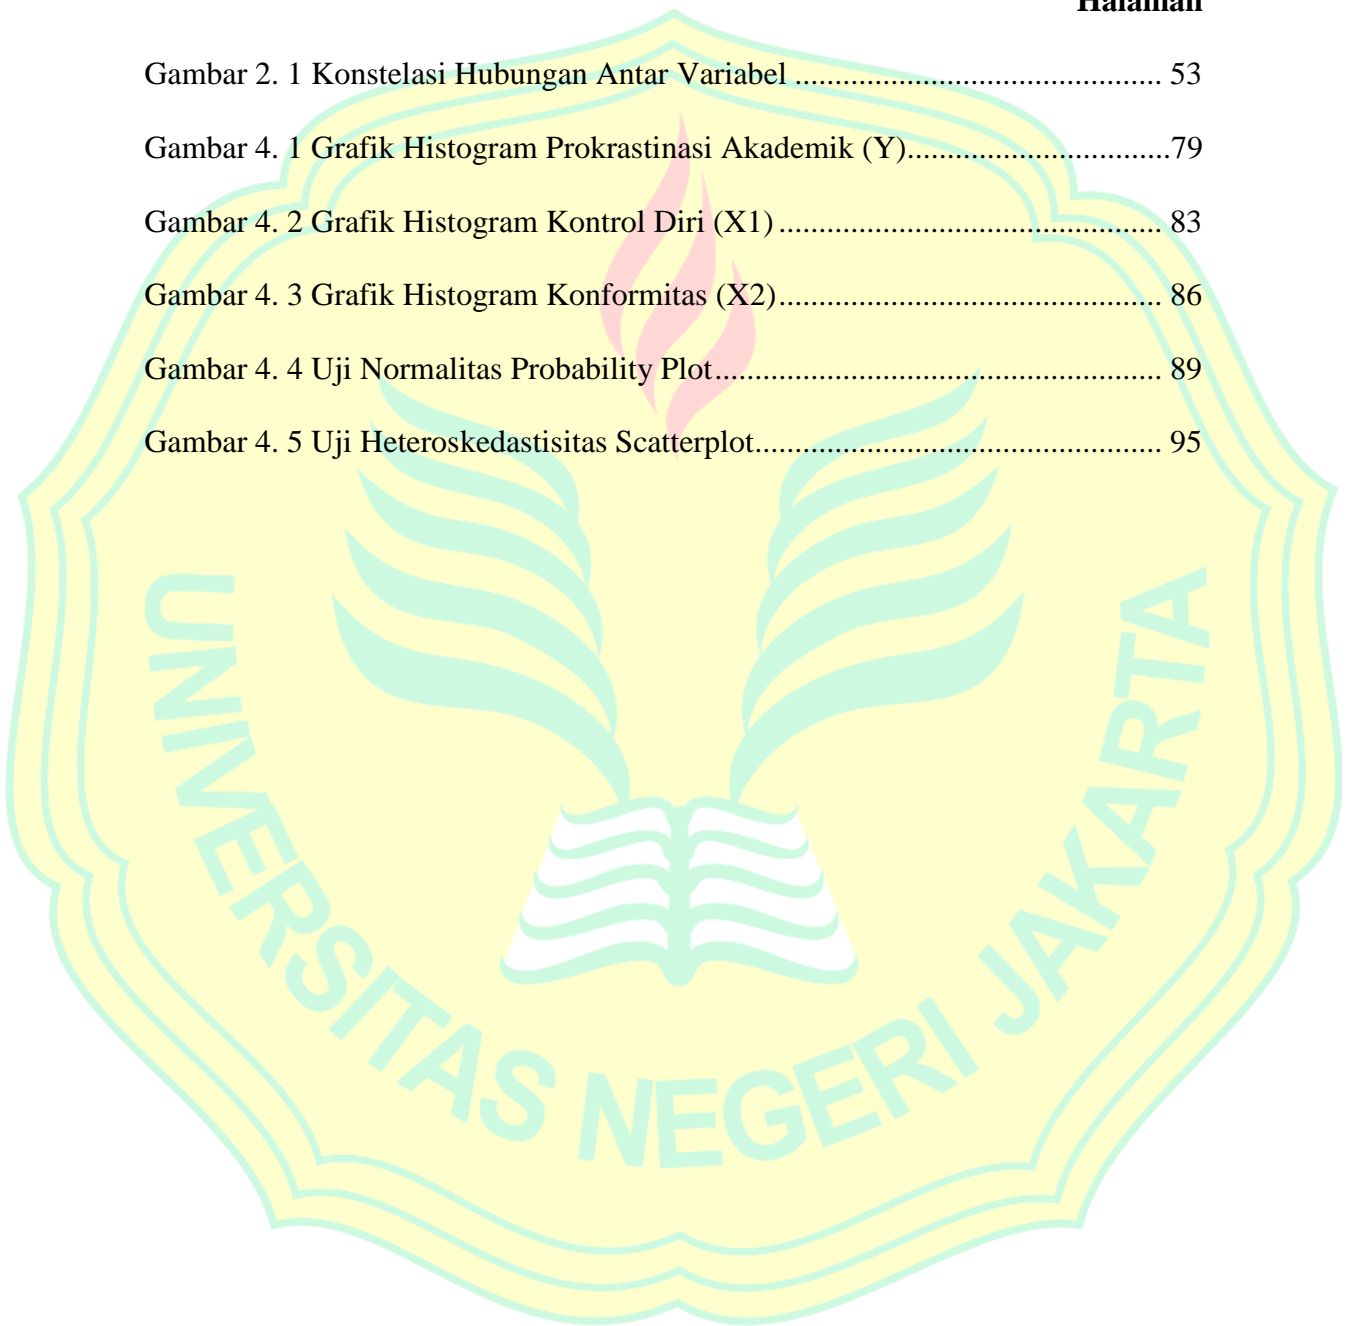 Halaman
Gambar 2. 1 Konstelasi Hubungan Antar Variabel ............................................. 53
Gambar 4. 1 Grafik Histogram Prokrastinasi Akademik (Y)................................79
Gambar 4. 2 Grafik Histogram Kontrol Diri (X1) ............................................... 83
Gambar 4. 3 Grafik Histogram Konformitas (X2)............................................... 86
Gambar 4. 4 Uji Normalitas Probability Plot....................................................... 89
Gambar 4. 5 Uji Heteroskedastisitas Scatterplot.................................................. 95
UNIVERSITAS NEGERI JAKARTA